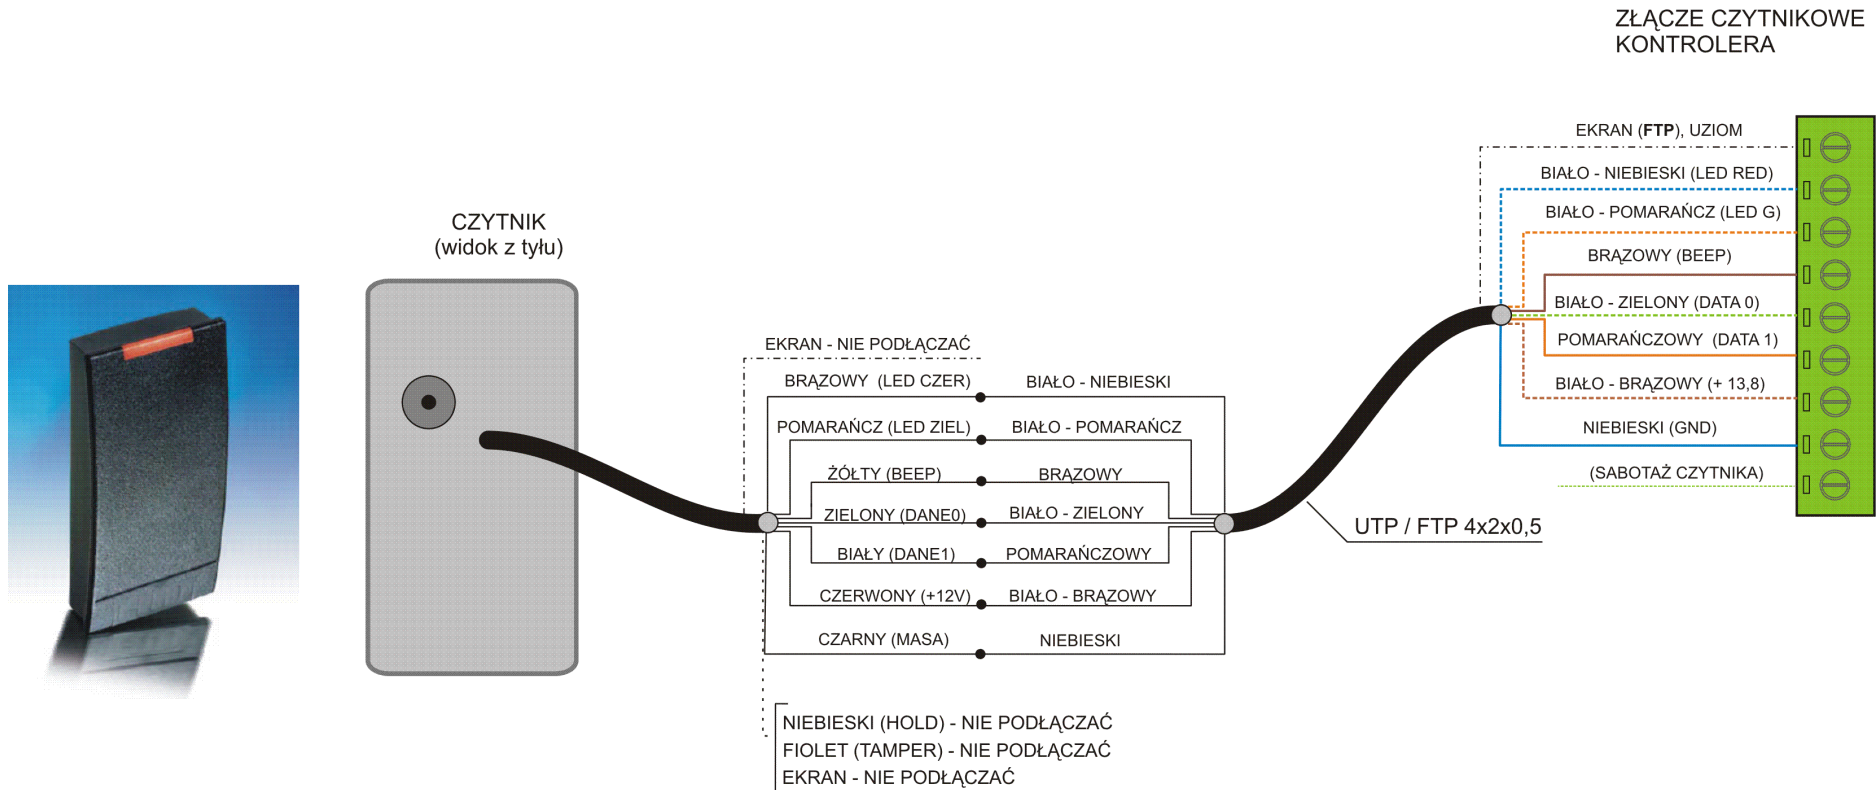 ZŁĄCZE CZYTNIKOWE
KONTROLERA
EKRAN (FTP), UZIOM
BIAŁO - NIEBIESKI (LED RED)
BIAŁO - POMARAŃCZ (LED G)
BRĄZOWY (BEEP)
BIAŁO - ZIELONY (DATA 0)
POMARAŃCZOWY (DATA 1)
BIAŁO - BRĄZOWY (+ 13,8)
NIEBIESKI (GND)
(SABOTAŻ CZYTNIKA)
CZYTNIK
(widok z tyłu)
EKRAN - NIE PODŁĄCZAĆ
BRĄZOWY (LED CZER) BIAŁO - NIEBIESKI
POMARAŃCZ (LED ZIEL) BIAŁO - POMARAŃCZ
ŻÓŁTY (BEEP) BRĄZOWY
ZIELONY (DANE0) BIAŁO - ZIELONY
BIAŁY (DANE1) POMARAŃCZOWY
CZERWONY (+12V) BIAŁO - BRĄZOWY
CZARNY (MASA) NIEBIESKI
UTP / FTP 4x2x0,5
NIEBIESKI (HOLD) - NIE PODŁĄCZAĆ
FIOLET (TAMPER) - NIE PODŁĄCZAĆ
EKRAN - NIE PODŁĄCZAĆ